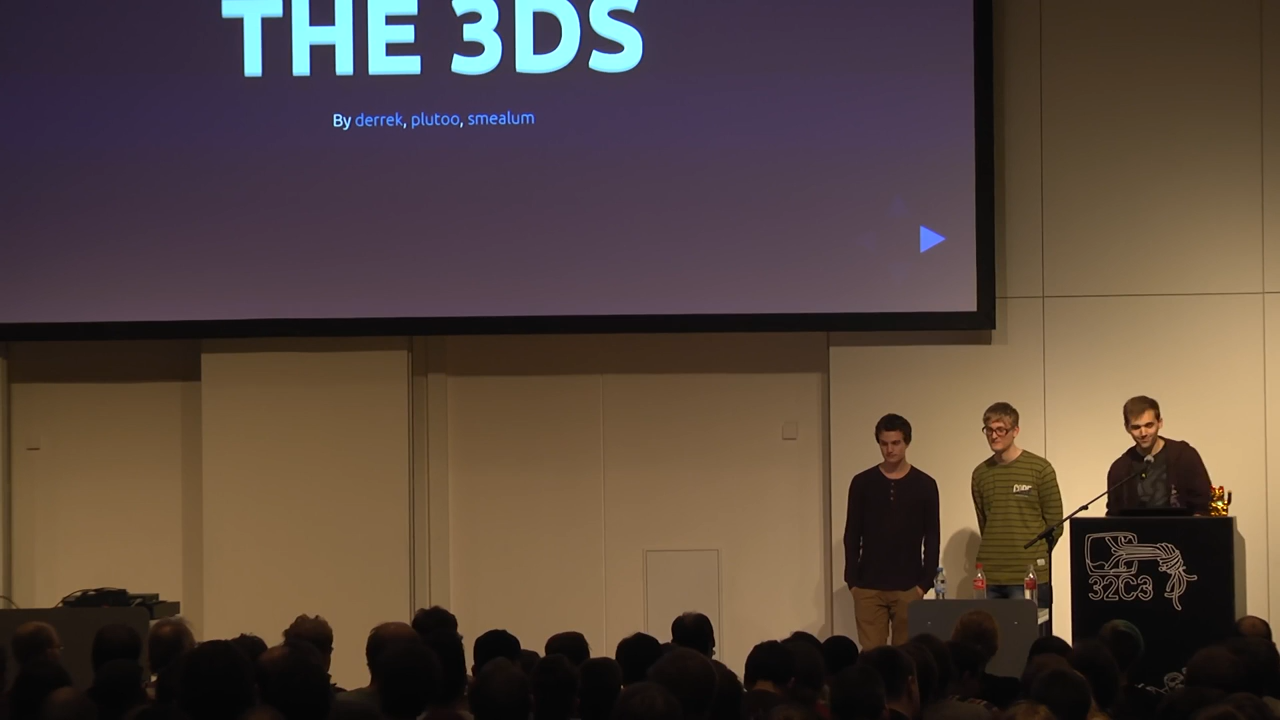 THE 3DS
By derrek, plutoo, smealum
32C3